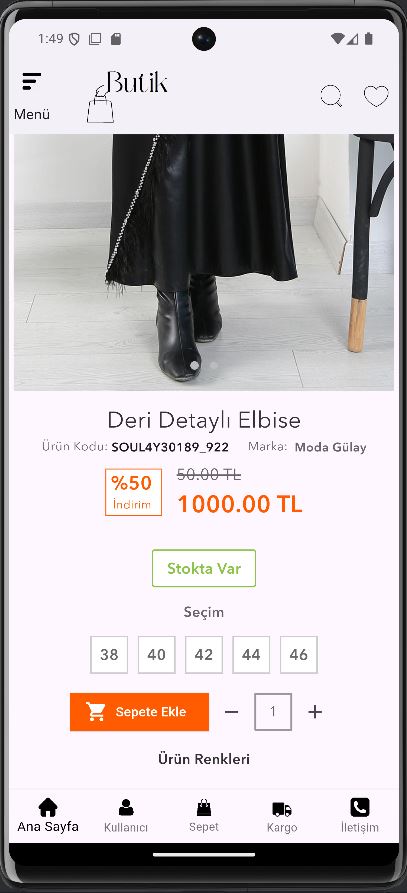 1:49
Butik
Menü
Deri Detaylı Elbise
Ürün Kodu: SOUL4Y30189_922 Marka: Moda Gülay
%50
İndirim
50.00 TL
1000.00 TL
Stokta Var
Seçim
38 40 42 44 46
Sepete Ekle
1
Ürün Renkleri
Ana Sayfa Kullanıcı Sepet Kargo İletişim